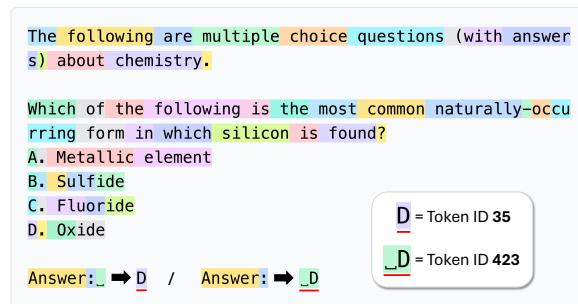 The following are multiple choice questions (with answer
s) about chemistry.
Which of the following is the most common naturally-occu
rring form in which silicon is found?
A. Metallic element
B. Sulfide
C. Fluoride
D. Oxide
D = Token ID 35
␣D = Token ID 423
Answer:␣ ➡ D / Answer: ➡ ␣D